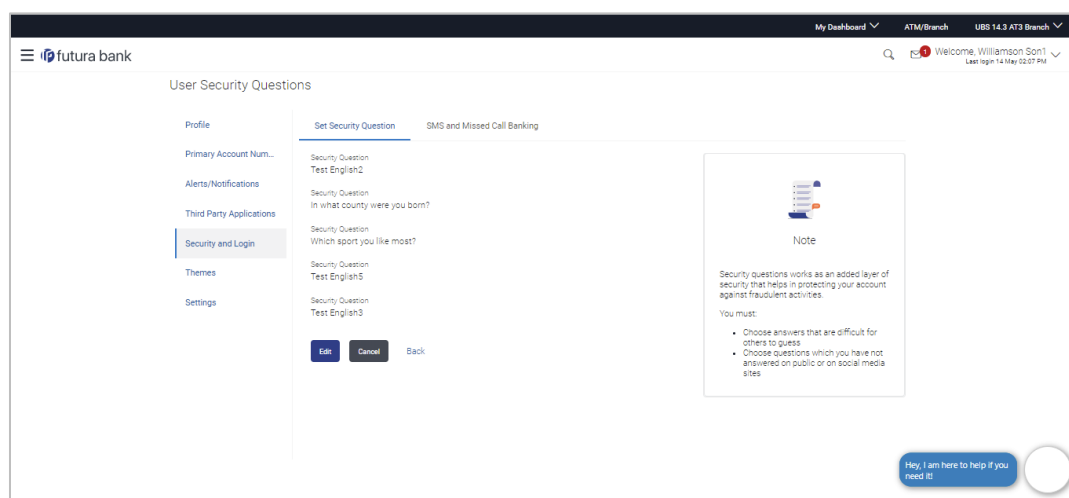 My Dashboard ATM/Branch UBS 14.3 AT3 Branch
futura bank
1 Welcome, Williamson Son1
Last login 14 May 02:07 PM
User Security Questions
Profile
Primary Account Num...
Alerts/Notifications
Third Party Applications
Security and Login
Themes
Settings
Set Security Question SMS and Missed Call Banking
Security Question
Test English2
Security Question
In what county were you born?
Security Question
Which sport you like most?
Security Question
Test English5
Security Question
Test English3
Edit Cancel Back
Note
Security questions works as an added layer of
security that helps in protecting your account
against fraudulent activities.
You must:
• Choose answers that are difficult for
others to guess
• Choose questions which you have not
answered on public or on social media
sites
Hey, I am here to help if you
need it!